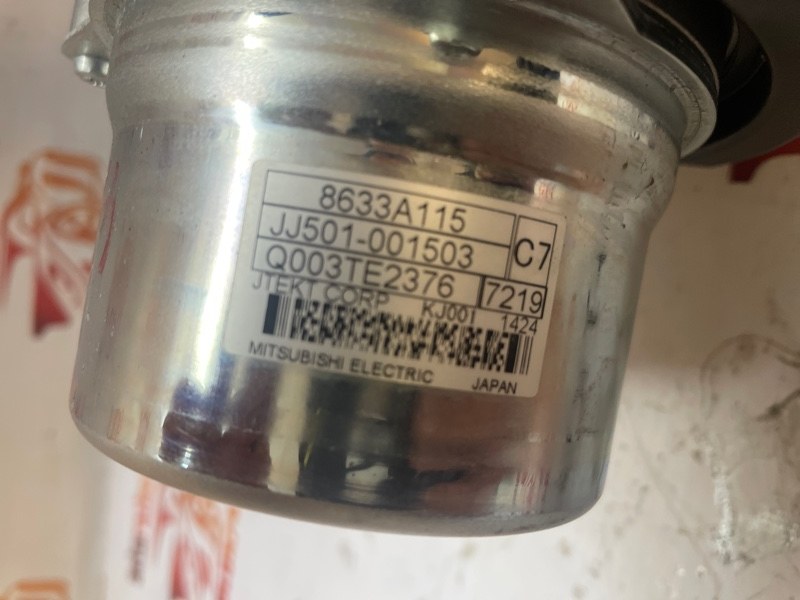 8633A115
JJ501-001503
C7
Q003TE2376
7219
JTEKT CORP KJ001 1424
MITSUBISHI ELECTRIC JAPAN